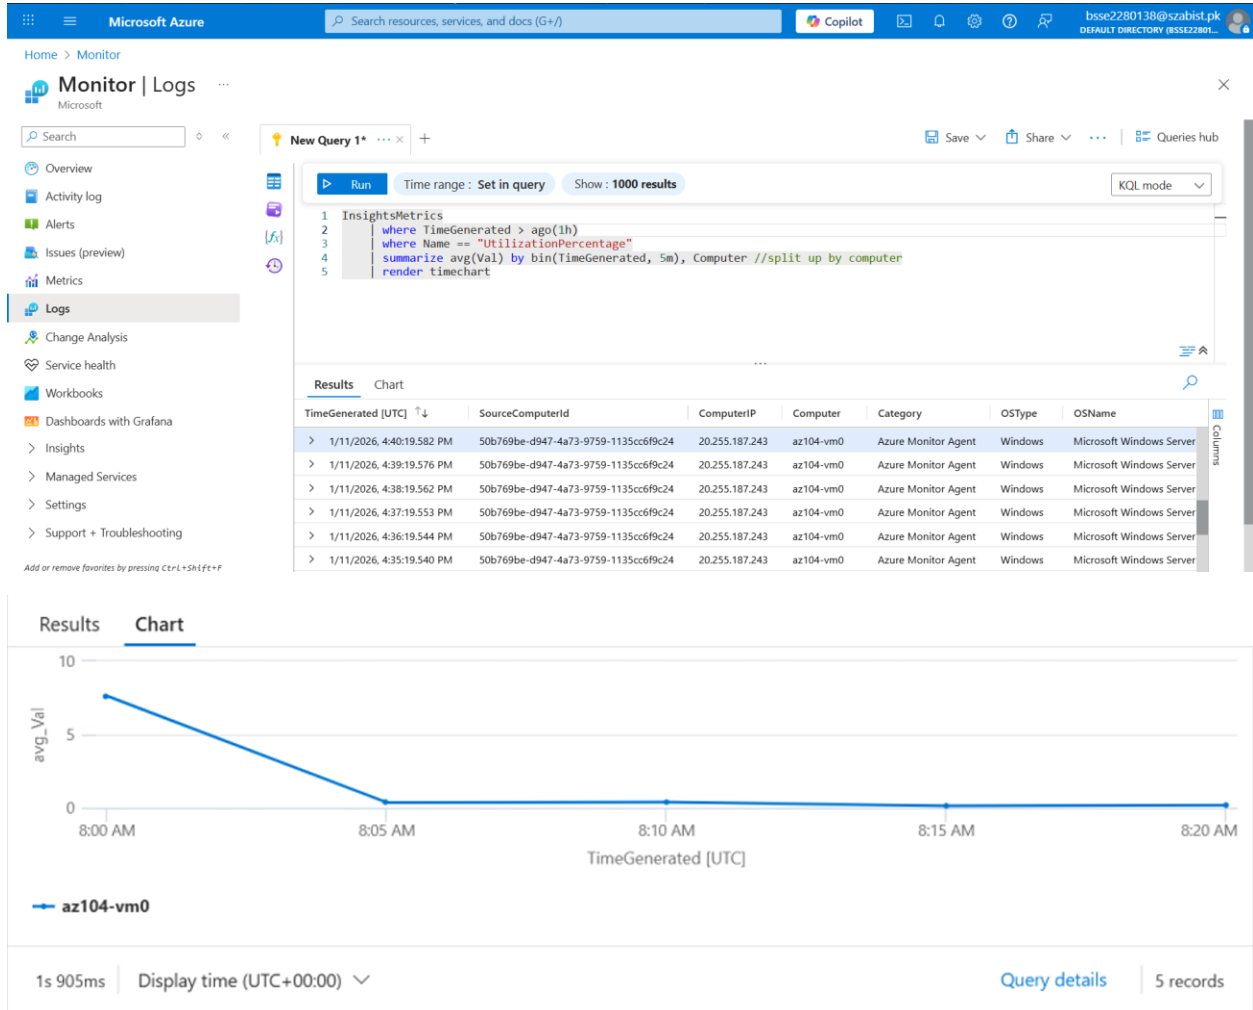 Microsoft Azure
Search resources, services, and docs (G+/)
Copilot
bsse2280138@szabist.pk
DEFAULT DIRECTORY (BSSE22801...
Home > Monitor
Monitor | Logs ...
Microsoft
Search
Overview
Activity log
Alerts
Issues (preview)
Metrics
Logs
Change Analysis
Service health
Workbooks
Dashboards with Grafana
Insights
Managed Services
Settings
Support + Troubleshooting
Add or remove favorites by pressing Ctrl+Shift+F
New Query 1* ...
Save Share ... Queries hub
Run Time range : Set in query Show : 1000 results KQL mode
1 InsightsMetrics
2 | where TimeGenerated > ago(1h)
3 | where Name == "UtilizationPercentage"
4 | summarize avg(Val) by bin(TimeGenerated, 5m), Computer //split up by computer
5 | render timechart
Results Chart
TimeGenerated [UTC] SourceComputerId ComputerIP Computer Category OSType OSName
1/11/2026, 4:40:19.582 PM 50b769be-d947-4a73-9759-1135cc6f9c24 20.255.187.243 az104-vm0 Azure Monitor Agent Windows Microsoft Windows Server
1/11/2026, 4:39:19.576 PM 50b769be-d947-4a73-9759-1135cc6f9c24 20.255.187.243 az104-vm0 Azure Monitor Agent Windows Microsoft Windows Server
1/11/2026, 4:38:19.562 PM 50b769be-d947-4a73-9759-1135cc6f9c24 20.255.187.243 az104-vm0 Azure Monitor Agent Windows Microsoft Windows Server
1/11/2026, 4:37:19.553 PM 50b769be-d947-4a73-9759-1135cc6f9c24 20.255.187.243 az104-vm0 Azure Monitor Agent Windows Microsoft Windows Server
1/11/2026, 4:36:19.544 PM 50b769be-d947-4a73-9759-1135cc6f9c24 20.255.187.243 az104-vm0 Azure Monitor Agent Windows Microsoft Windows Server
1/11/2026, 4:35:19.540 PM 50b769be-d947-4a73-9759-1135cc6f9c24 20.255.187.243 az104-vm0 Azure Monitor Agent Windows Microsoft Windows Server
Columns
Results Chart
avg_Val
10
5
0
8:00 AM 8:05 AM 8:10 AM 8:15 AM 8:20 AM
TimeGenerated [UTC]
az104-vm0
1s 905ms Display time (UTC+00:00) Query details 5 records